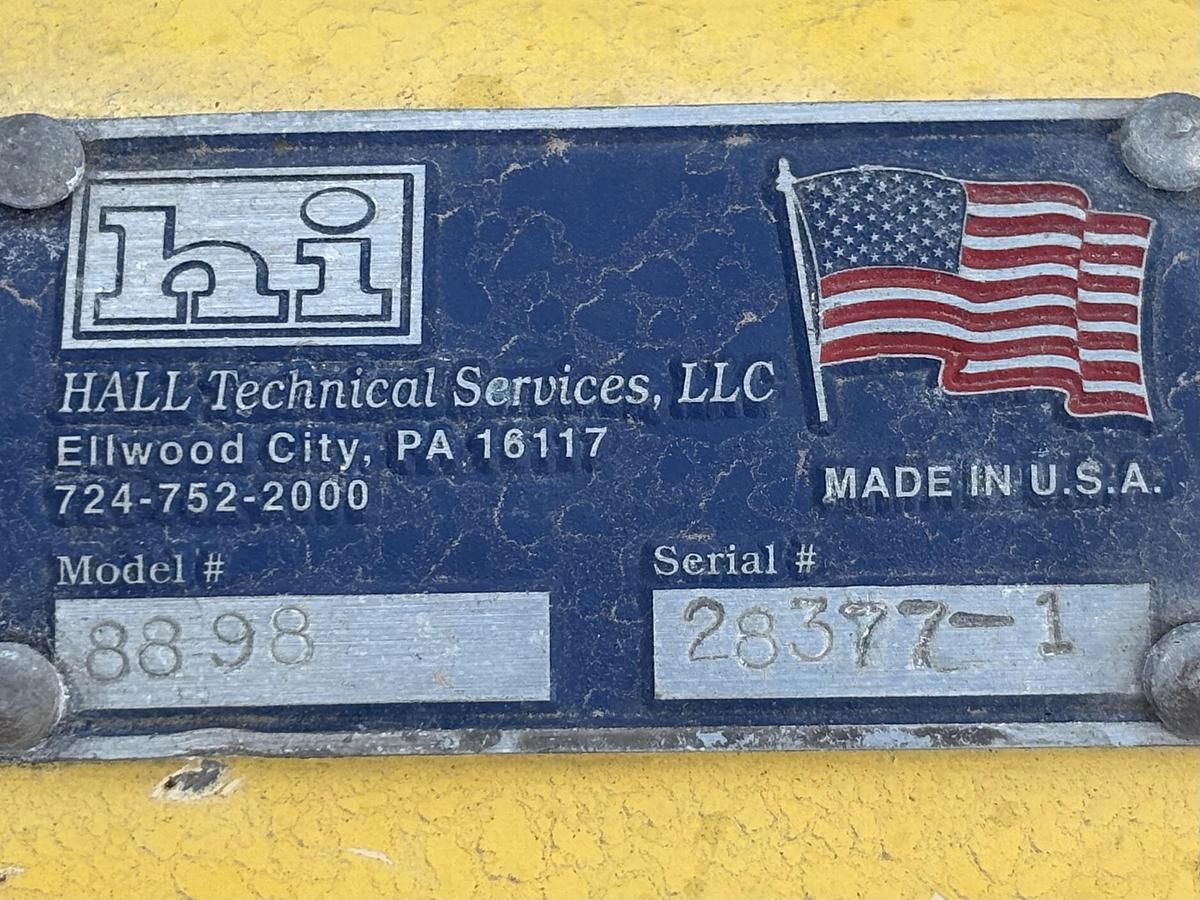 hi
HALL Technical Services, LLC
Ellwood City, PA 16117
724-752-2000
MADE IN U.S.A.
Model #
8898
Serial #
28377-1